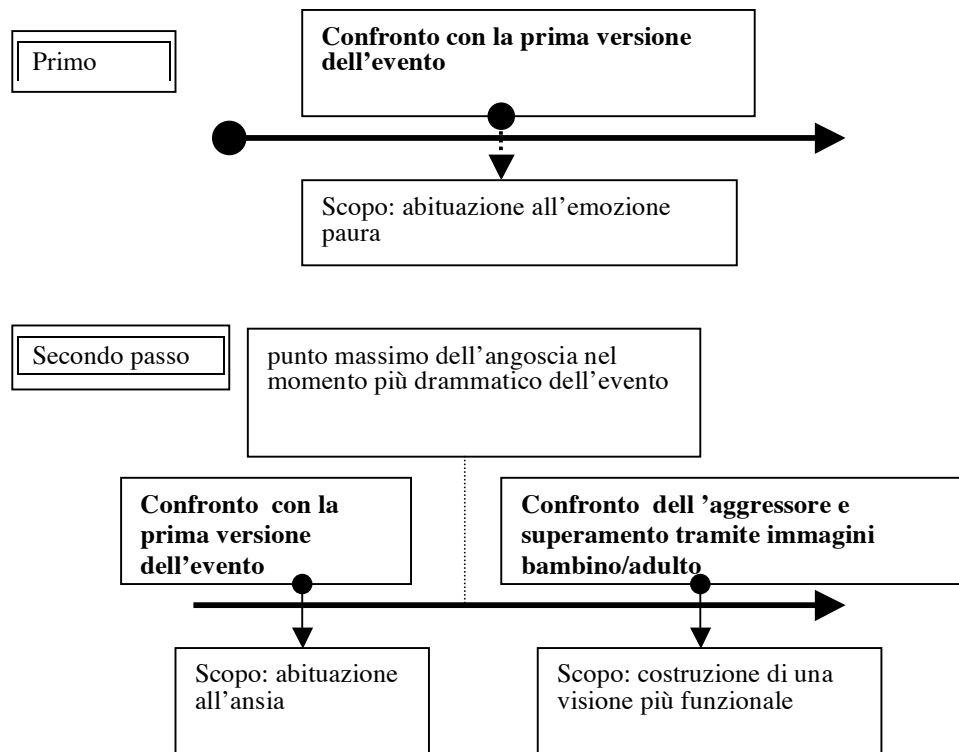 Primo
Confronto con la prima versione
dell'evento
Scopo: abituazione all'emozione
paura
Secondo passo
punto massimo dell'angoscia nel
momento più drammatico dell'evento
Confronto con la
prima versione
dell'evento
Confronto dell 'aggressore e
superamento tramite immagini
bambino/adulto
Scopo: abituazione
all'ansia
Scopo: costruzione di una
visione più funzionale